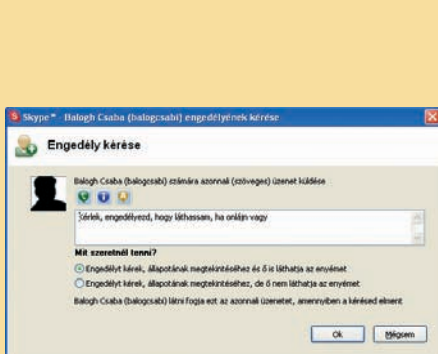 Skype™ - Balogh Csaba (balogcsabi) engedélyének kérése
Engedély kérése
Balogh Csaba (balogcsabi) számára azonnali (szöveges) üzenet küldése
Kérlek, engedélyezd, hogy láthassam, ha onlájn vagy
Mit szeretnél tenni?
Engedélyt kérek, állapotának megtekintéséhez és ő is láthatja az enyémet
Engedélyt kérek, állapotának megtekintéséhez, de ő nem láthatja az enyémet
Balogh Csaba (balogcsabi) látni fogja ezt az azonnali üzenetet, amennyiben a kérésed elment
Ok Mégsem